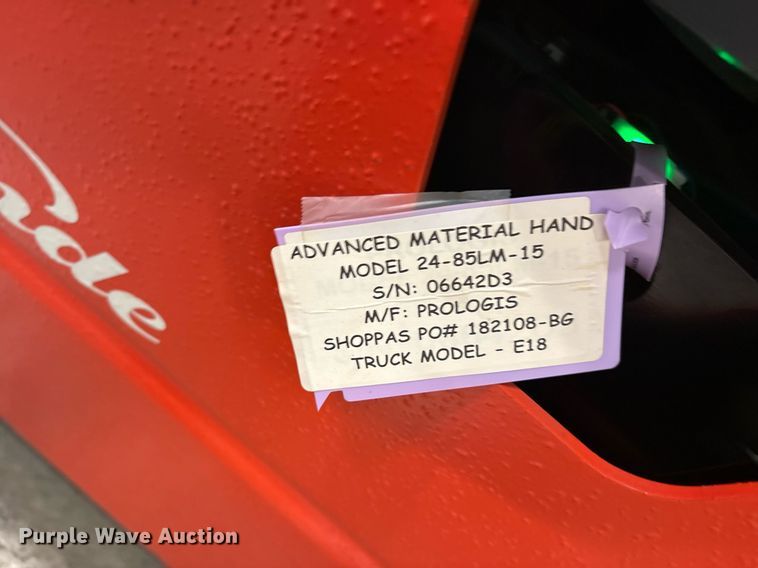 ADVANCED MATERIAL HAND
MODEL 24-85LM-15
S/N: 06642D3
M/F: PROLOGIS
SHOPPAS PO# 182108-BG
TRUCK MODEL - E18
Purple Wave Auction